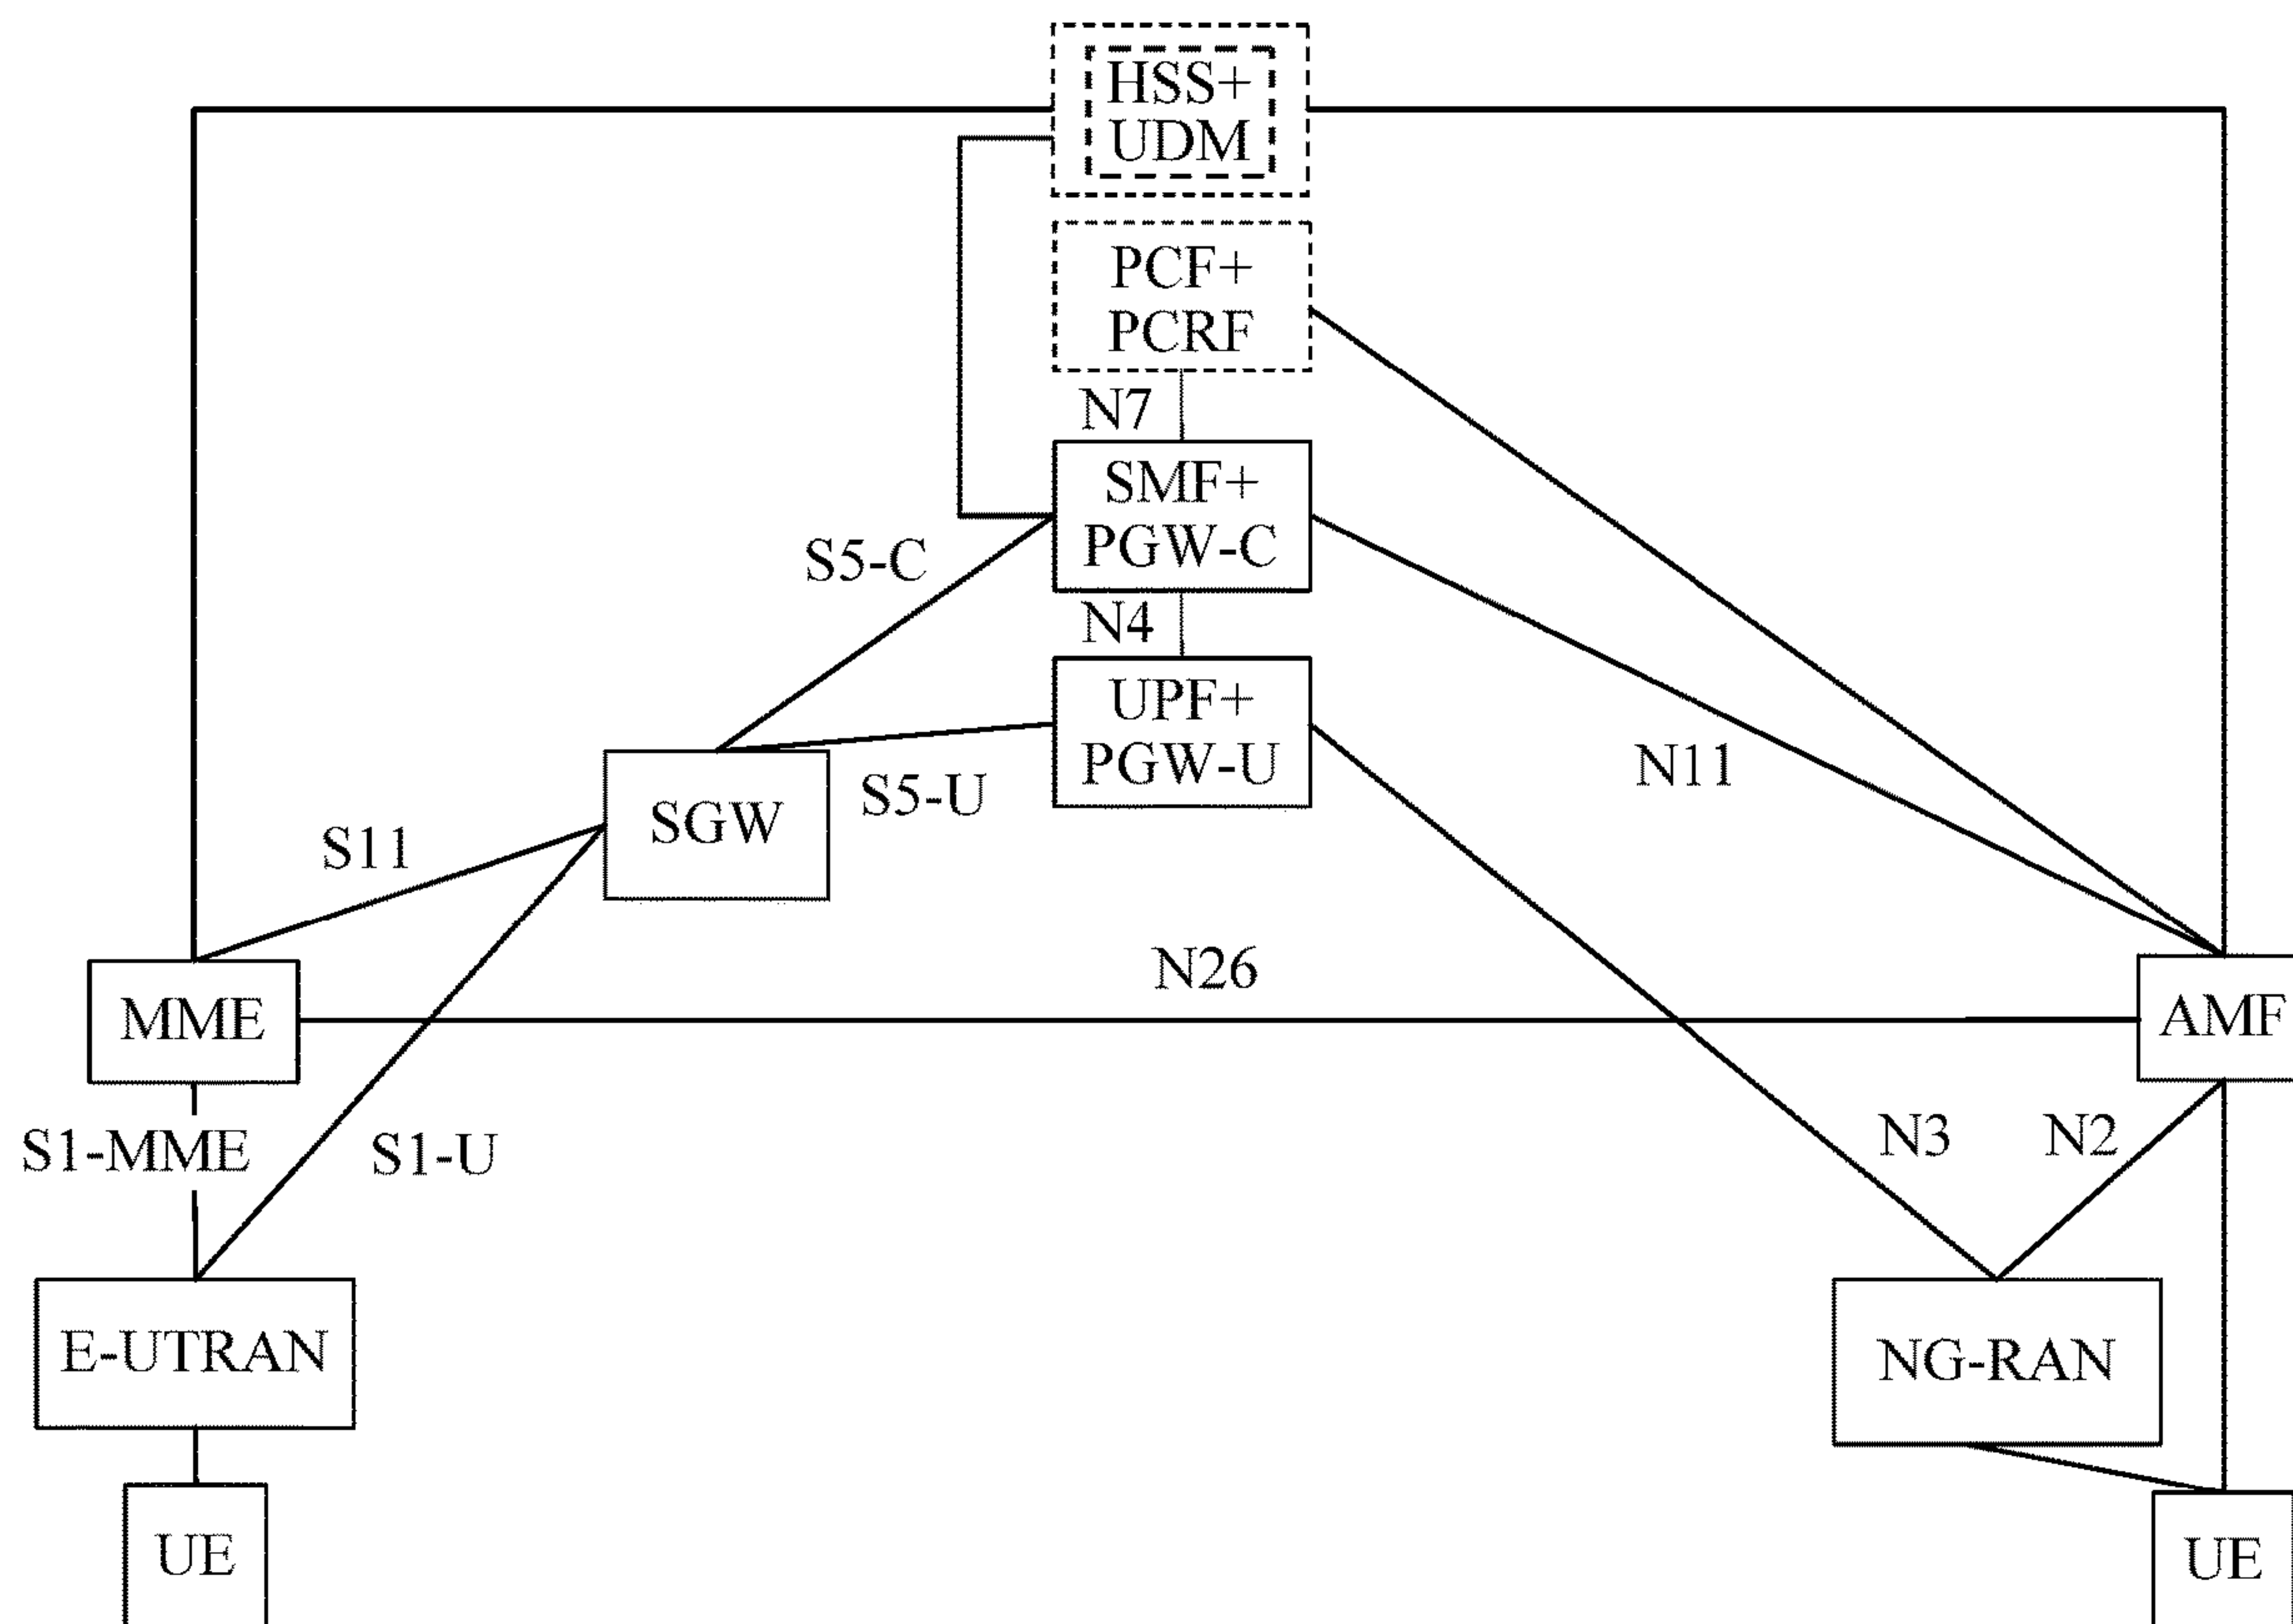 HSS+
UDM
PCF+
PCRF
N7
SMF+
PGW-C
S5-C
N4
UPF+
PGW-U
N11
S5-U
SGW
S11
N26
MME
AMF
S1-MME
S1-U
N3
N2
E-UTRAN
NG-RAN
UE
UE